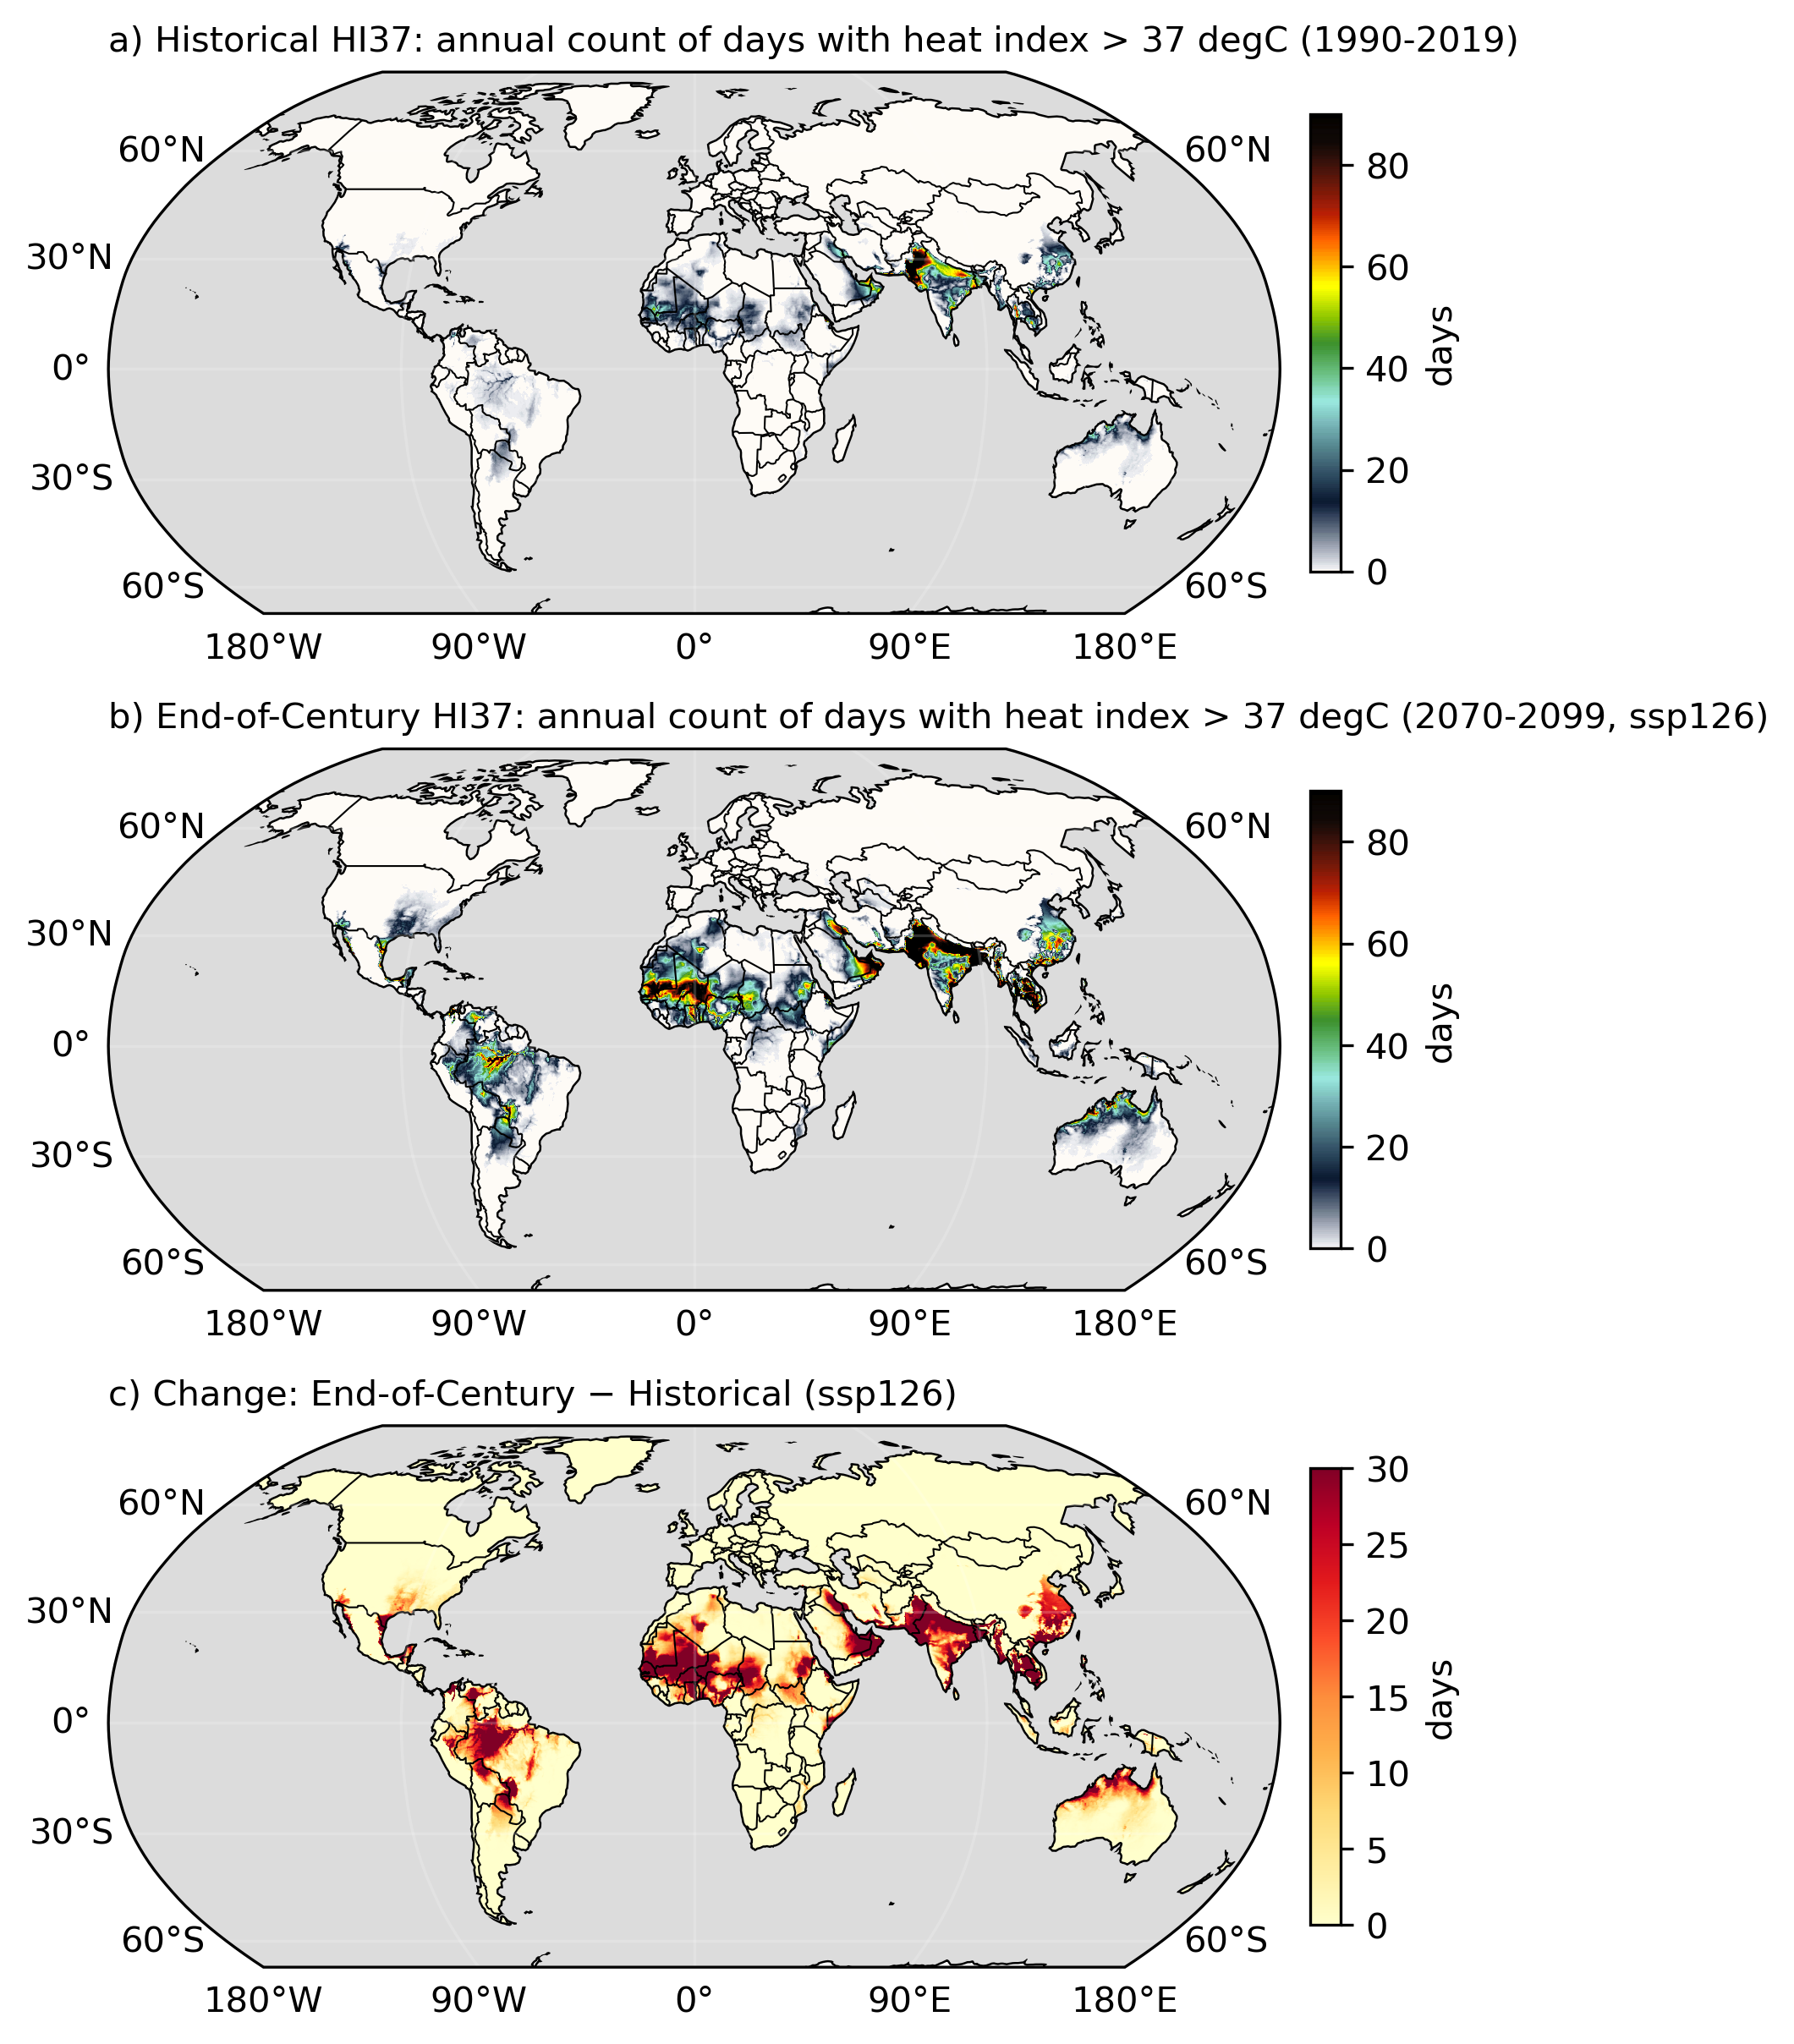 a) Historical HI37: annual count of days with heat index > 37 degC (1990-2019)
60°N
60°N
30°N
0°
30°S
60°S
60°S
180°W 90°W 0° 90°E 180°E
80
60
40
20
0
days
b) End-of-Century HI37: annual count of days with heat index > 37 degC (2070-2099, ssp126)
60°N
60°N
30°N
0°
30°S
60°S
60°S
180°W 90°W 0° 90°E 180°E
80
60
40
20
0
days
c) Change: End-of-Century − Historical (ssp126)
60°N
60°N
30°N
0°
30°S
60°S
60°S
180°W 90°W 0° 90°E 180°E
30
25
20
15
10
5
0
days